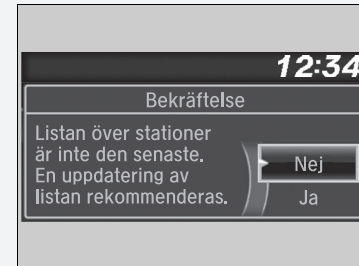 12:34
Bekräftelse
Listan över stationer
är inte den senaste.
En uppdatering av
listan rekommenderas.
Nej
Ja